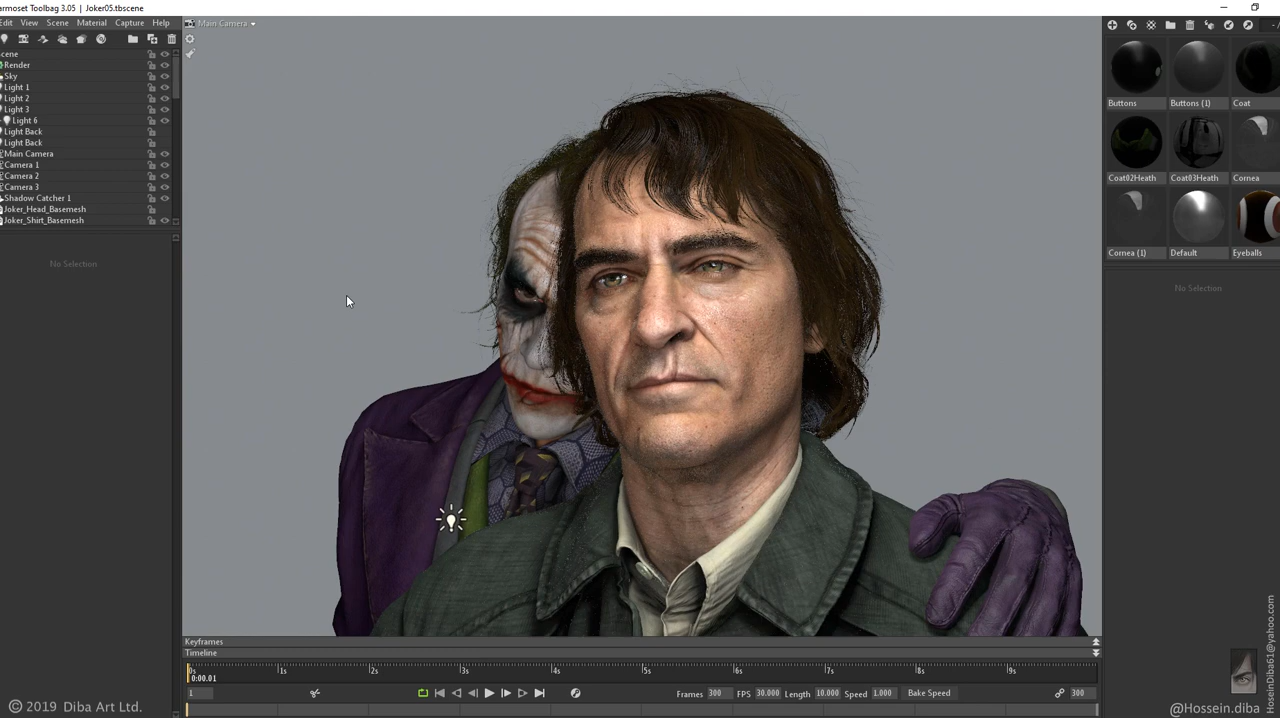 armoset Toolbag 3.05 | Joker05.tbscene
Edit View Scene Material Capture Help
Main Camera
cene
Render
Sky
Light 1
Light 2
Light 3
Light 6
Light Back
Light Back
Main Camera
Camera 1
Camera 2
Camera 3
Shadow Catcher 1
Joker_Head_Basemesh
Joker_Shirt_Basemesh
No Selection
Buttons
Buttons (1)
Coat
Coat02Heath
Coat03Heath
Cornea
Cornea (1)
Default
Eyeballs
No Selection
Keyframes
Timeline
0s 1s 2s 3s 4s 5s 6s 7s 8s 9s
0:00.01
1
Frames 300 FPS 30.000 Length 10.000 Speed 1.000 Bake Speed
300
© 2019 Diba Art Ltd.
@Hossein.diba
HoseinDiba61@yahoo.com